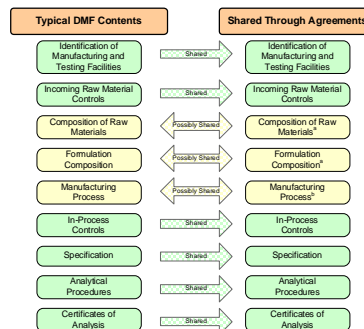 Typical DMF Contents
Shared Through Agreements
Identification of
Manufacturing and
Testing Facilities
Shared
Identification of
Manufacturing and
Testing Facilities
Incoming Raw Material
Controls
Shared
Incoming Raw Material
Controls
Composition of Raw
Materials
Possibly Shared
Composition of Raw
Materialsᵃ
Formulation
Composition
Possibly Shared
Formulation
Compositionᵃ
Manufacturing
Process
Possibly Shared
Manufacturing
Processᵇ
In-Process
Controls
Shared
In-Process
Controls
Specification
Shared
Specification
Analytical
Procedures
Shared
Analytical
Procedures
Certificates of
Analysis
Shared
Certificates of
Analysis